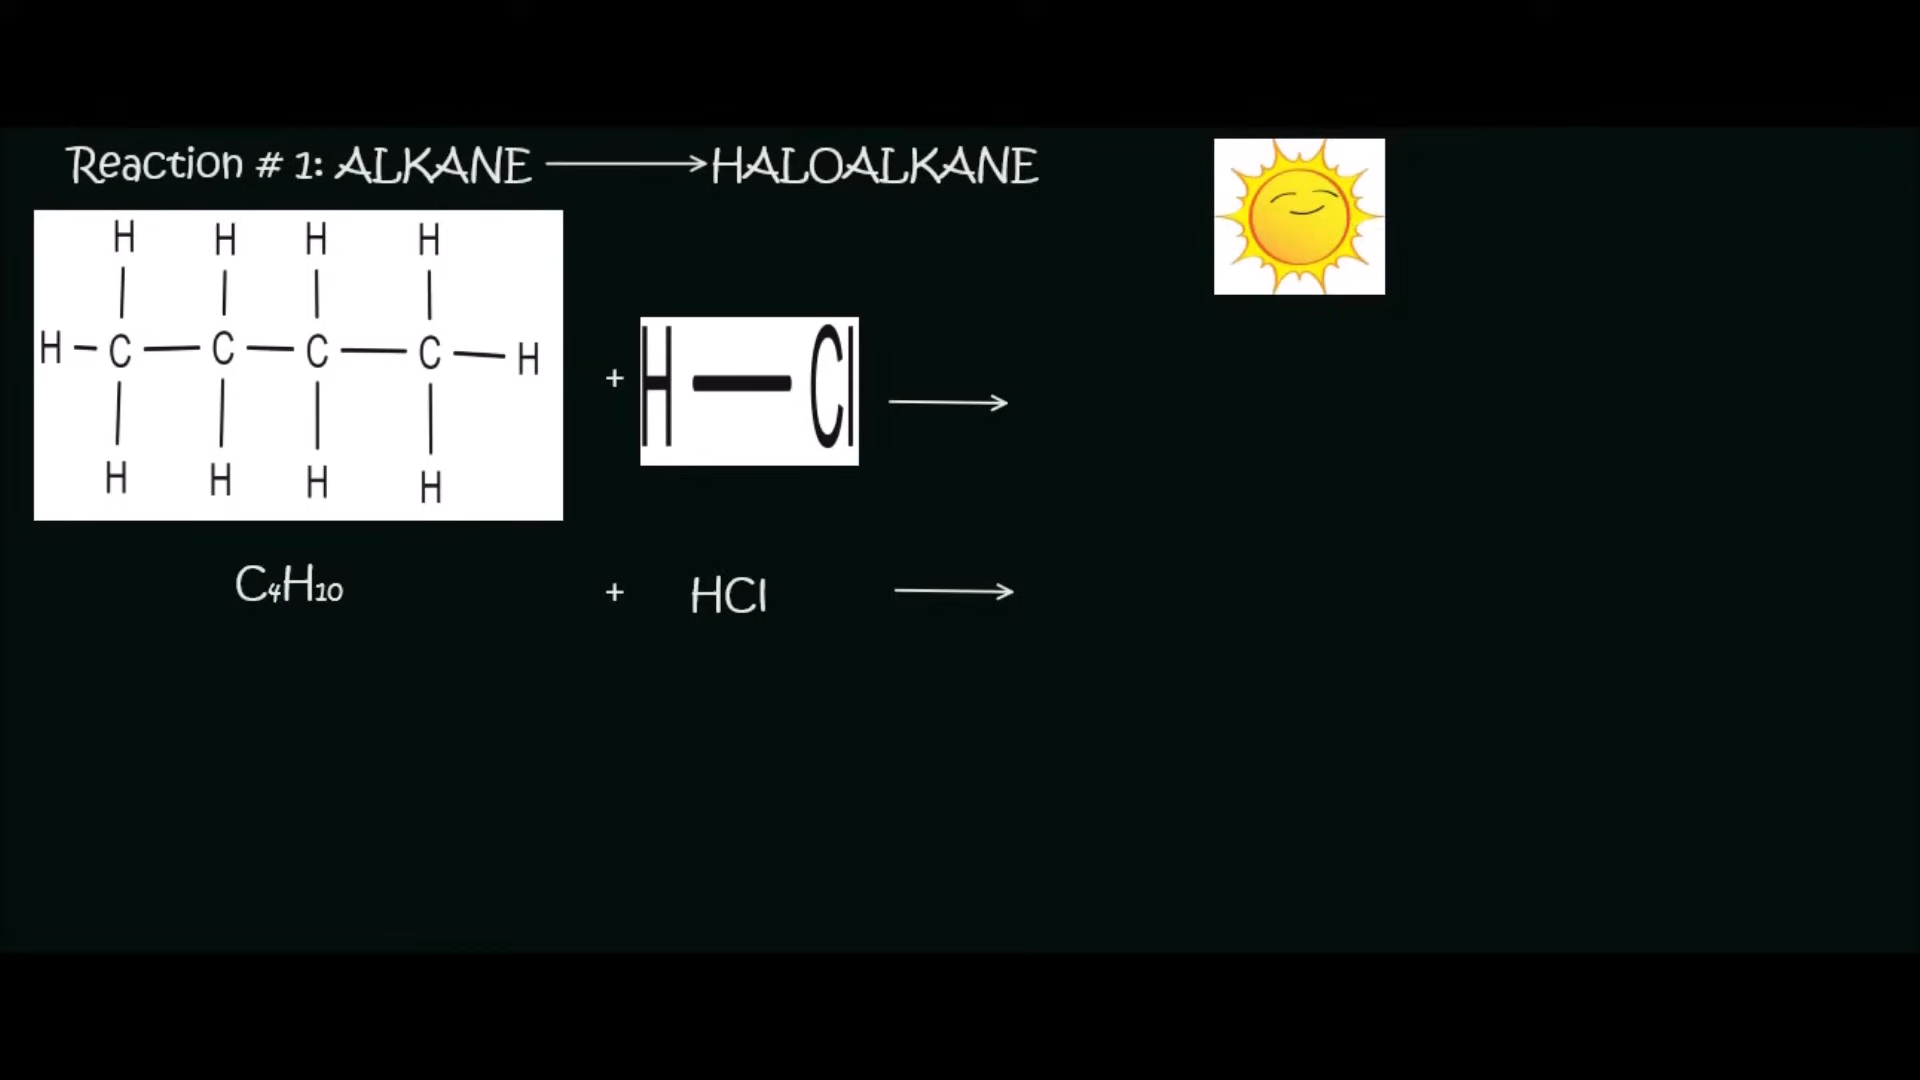 Reaction # 1: ALKANE ⟶ HALOALKANE
H H H H
H – C — C — C — C — H
H H H H
+ H — Cl ⟶
C₄H₁₀ + HCl ⟶